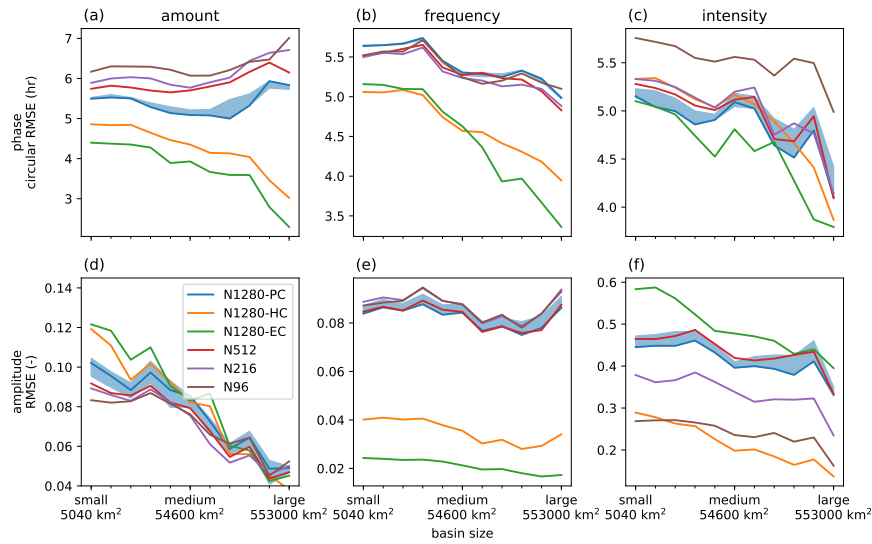 (a) amount
(b) frequency
(c) intensity
7
6
5
4
3
phase
circular RMSE (hr)
5.5
5.0
4.5
4.0
3.5
5.5
5.0
4.5
4.0
(d)
(e)
(f)
0.14
0.12
0.10
0.08
0.06
0.04
amplitude
RMSE (-)
N1280-PC
N1280-HC
N1280-EC
N512
N216
N96
0.08
0.06
0.04
0.02
0.6
0.5
0.4
0.3
0.2
small medium large
5040 km² 54600 km² 553000 km²
small medium large
5040 km² 54600 km² 553000 km²
small medium large
5040 km² 54600 km² 553000 km²
basin size